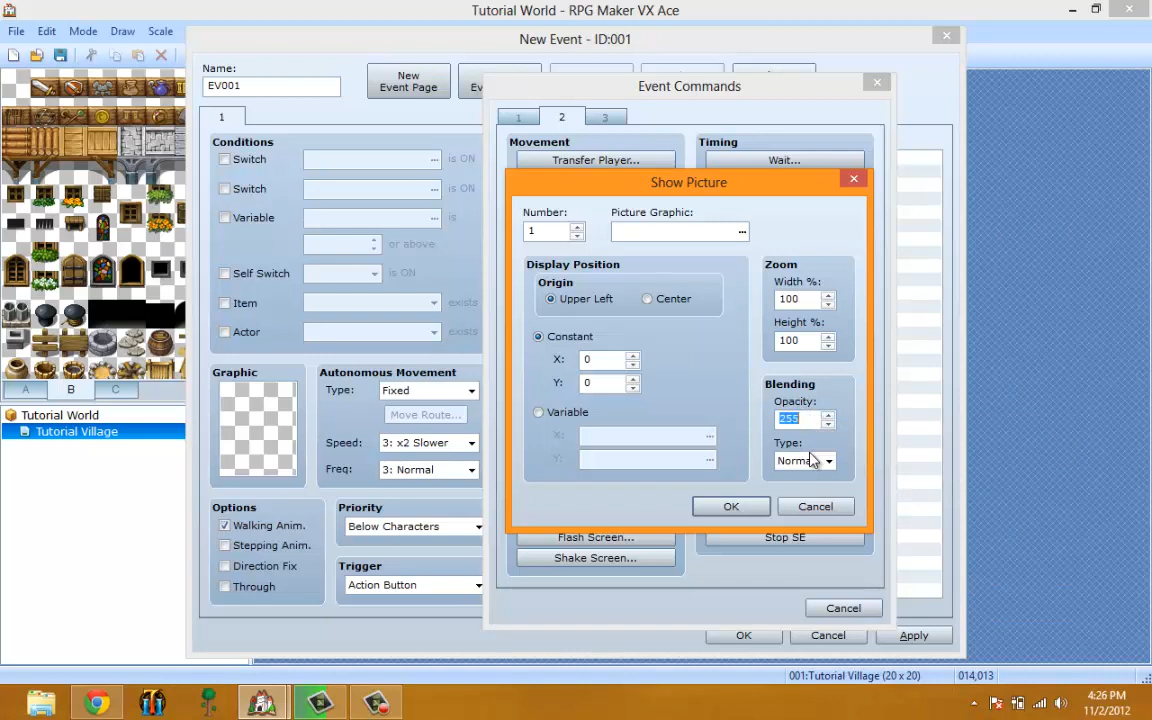 Tutorial World - RPG Maker VX Ace
File Edit Mode Draw Scale
New Event - ID:001
Name:
EV001
New
Event Page
Event Commands
1
1 2 3
Conditions
Switch ... is ON
Switch ... is ON
Variable ... is
or above
Self Switch is ON
Item exists
Actor exists
Movement
Transfer Player...
Timing
Wait...
Show Picture
Number:
1
Picture Graphic:
...
Display Position
Origin
Upper Left Center
Constant
X: 0
Y: 0
Variable
X: ...
Y: ...
Zoom
Width %:
100
Height %:
100
Blending
Opacity:
255
Type:
OK Cancel
Graphic
Autonomous Movement
Type: Fixed
Move Route...
Speed: 3: x2 Slower
Freq: 3: Normal
A B C
Tutorial World
Tutorial Village
Options
Walking Anim.
Stepping Anim.
Direction Fix
Through
Priority
Below Characters
Trigger
Action Button
Flash Screen...
Shake Screen...
Stop SE
Cancel
OK Cancel Apply
001:Tutorial Village (20 x 20) 014,013
4:26 PM
11/2/2012